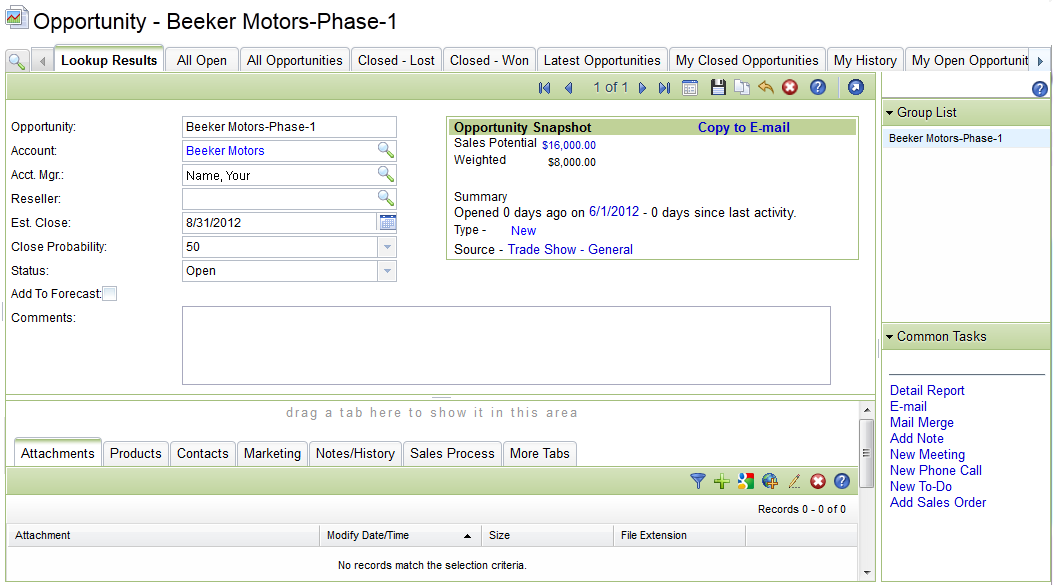 Opportunity - Beeker Motors-Phase-1
Lookup Results All Open All Opportunities Closed - Lost Closed - Won Latest Opportunities My Closed Opportunities My History My Open Opportunit
1 of 1
Opportunity: Beeker Motors-Phase-1
Account: Beeker Motors
Acct. Mgr.: Name, Your
Reseller:
Est. Close: 8/31/2012
Close Probability: 50
Status: Open
Add To Forecast:
Comments:
Opportunity Snapshot Copy to E-mail
Sales Potential $16,000.00
Weighted $8,000.00
Summary
Opened 0 days ago on 6/1/2012 - 0 days since last activity.
Type - New
Source - Trade Show - General
Group List
Beeker Motors-Phase-1
Common Tasks
Detail Report
E-mail
Mail Merge
Add Note
New Meeting
New Phone Call
New To-Do
Add Sales Order
drag a tab here to show it in this area
Attachments Products Contacts Marketing Notes/History Sales Process More Tabs
Records 0 - 0 of 0
Attachment Modify Date/Time Size File Extension
No records match the selection criteria.